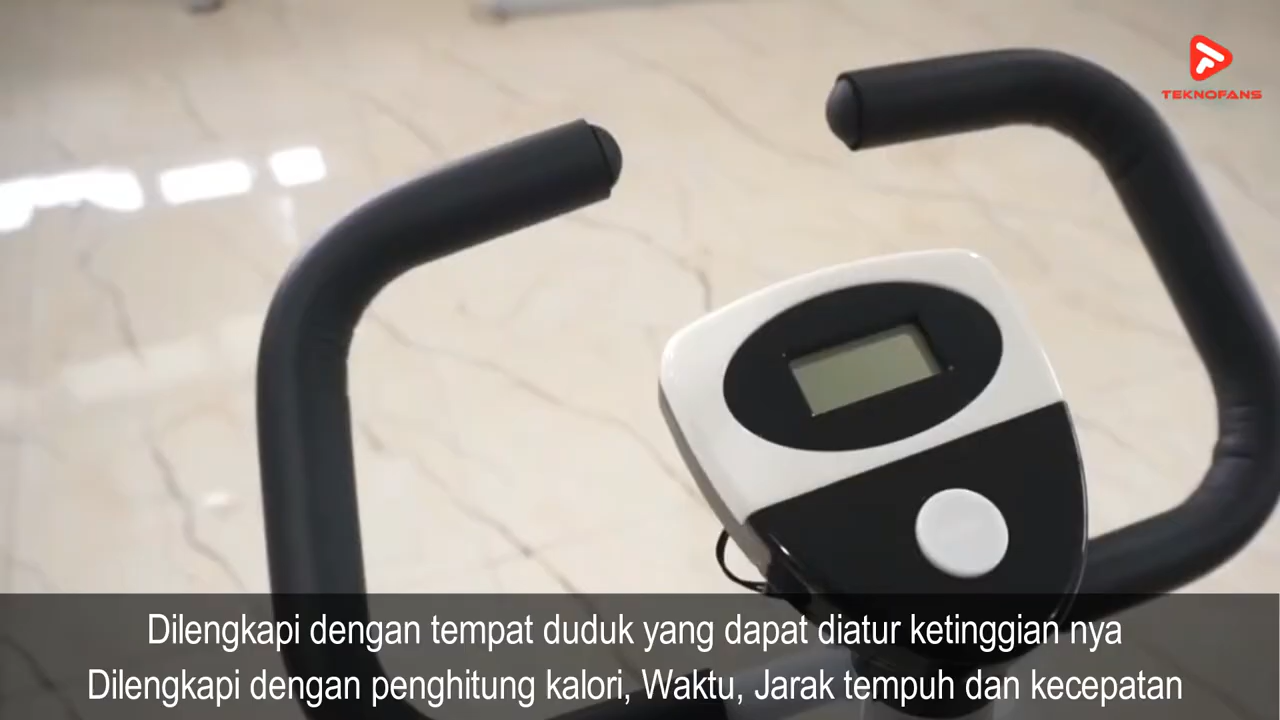 TEKNOFANS
Dilengkapi dengan tempat duduk yang dapat diatur ketinggian nya
Dilengkapi dengan penghitung kalori, Waktu, Jarak tempuh dan kecepatan